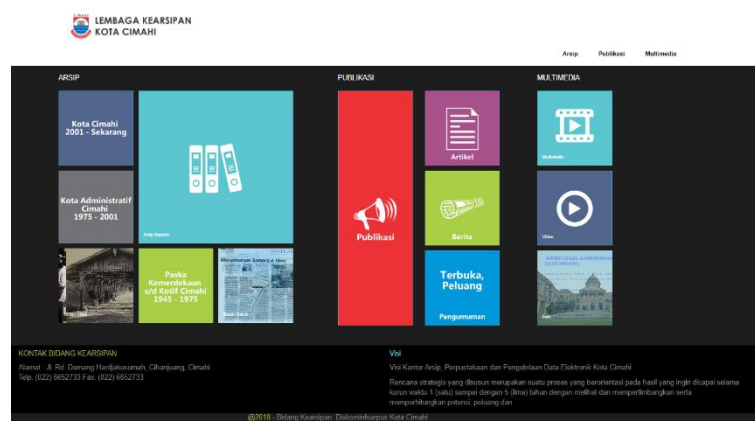 LEMBAGA KEARSIPAN
KOTA CIMAHI
Arsip Publikasi Multimedia
ARSIP
Kota Cimahi
2001 - Sekarang
Kota Administratif
Cimahi
1975 - 2001
Paska
Kemerdekaan
s/d Kotif Cimahi
1945 - 1975
PUBLIKASI
Publikasi
Artikel
Berita
Terbuka,
Peluang
Pengumuman
MULTIMEDIA
Multimedia
Video
KONTAK BIDANG KEARSIPAN
Alamat : Jl. Rd. Demang Hardjakusumah, Cihanjuang, Cimahi
Telp. (022) 6652733 Fax: (022) 6652733
Visi
Visi Kantor Arsip, Perpustakaan dan Pengelolaan Data Elektronik Kota Cimahi
Rencana strategis yang disusun merupakan suatu proses yang berorientasi pada hasil yang ingin dicapai selama
kurun waktu 1 (satu) sampai dengan 5 (lima) tahun dengan melihat dan mempertimbangkan serta
memperhitungkan potensi, peluang dan
@2018 - Bidang Kearsipan, Diskominfoarpus Kota Cimahi